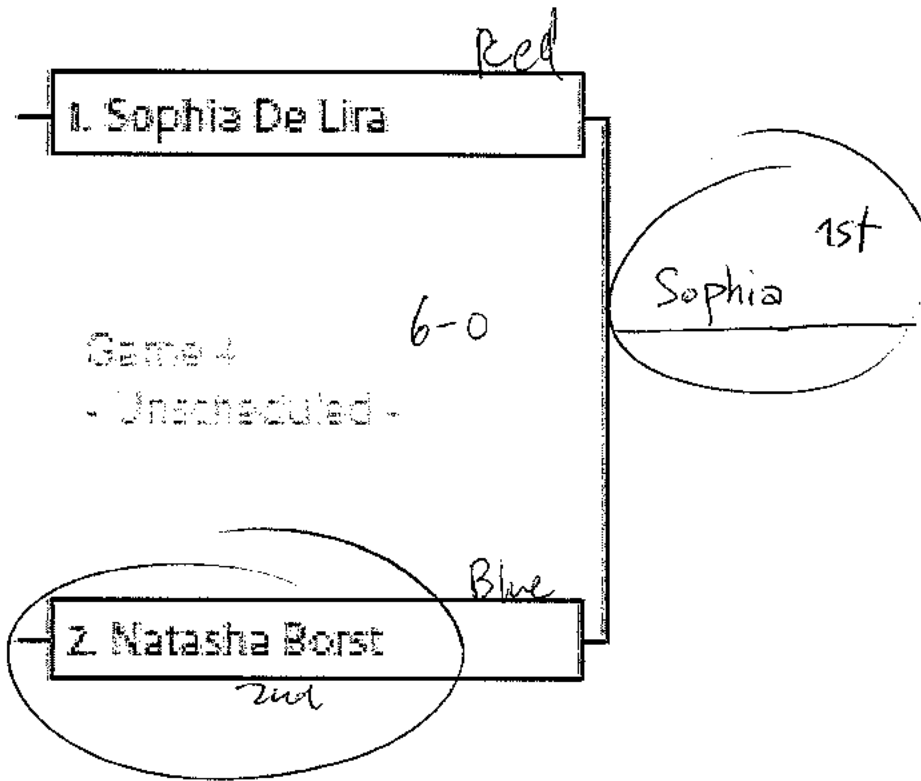 Red
1. Sophia De Lira
1st
Sophia
6-0
Game 4
- Unscheduled -
Blue
2. Natasha Borst
2nd